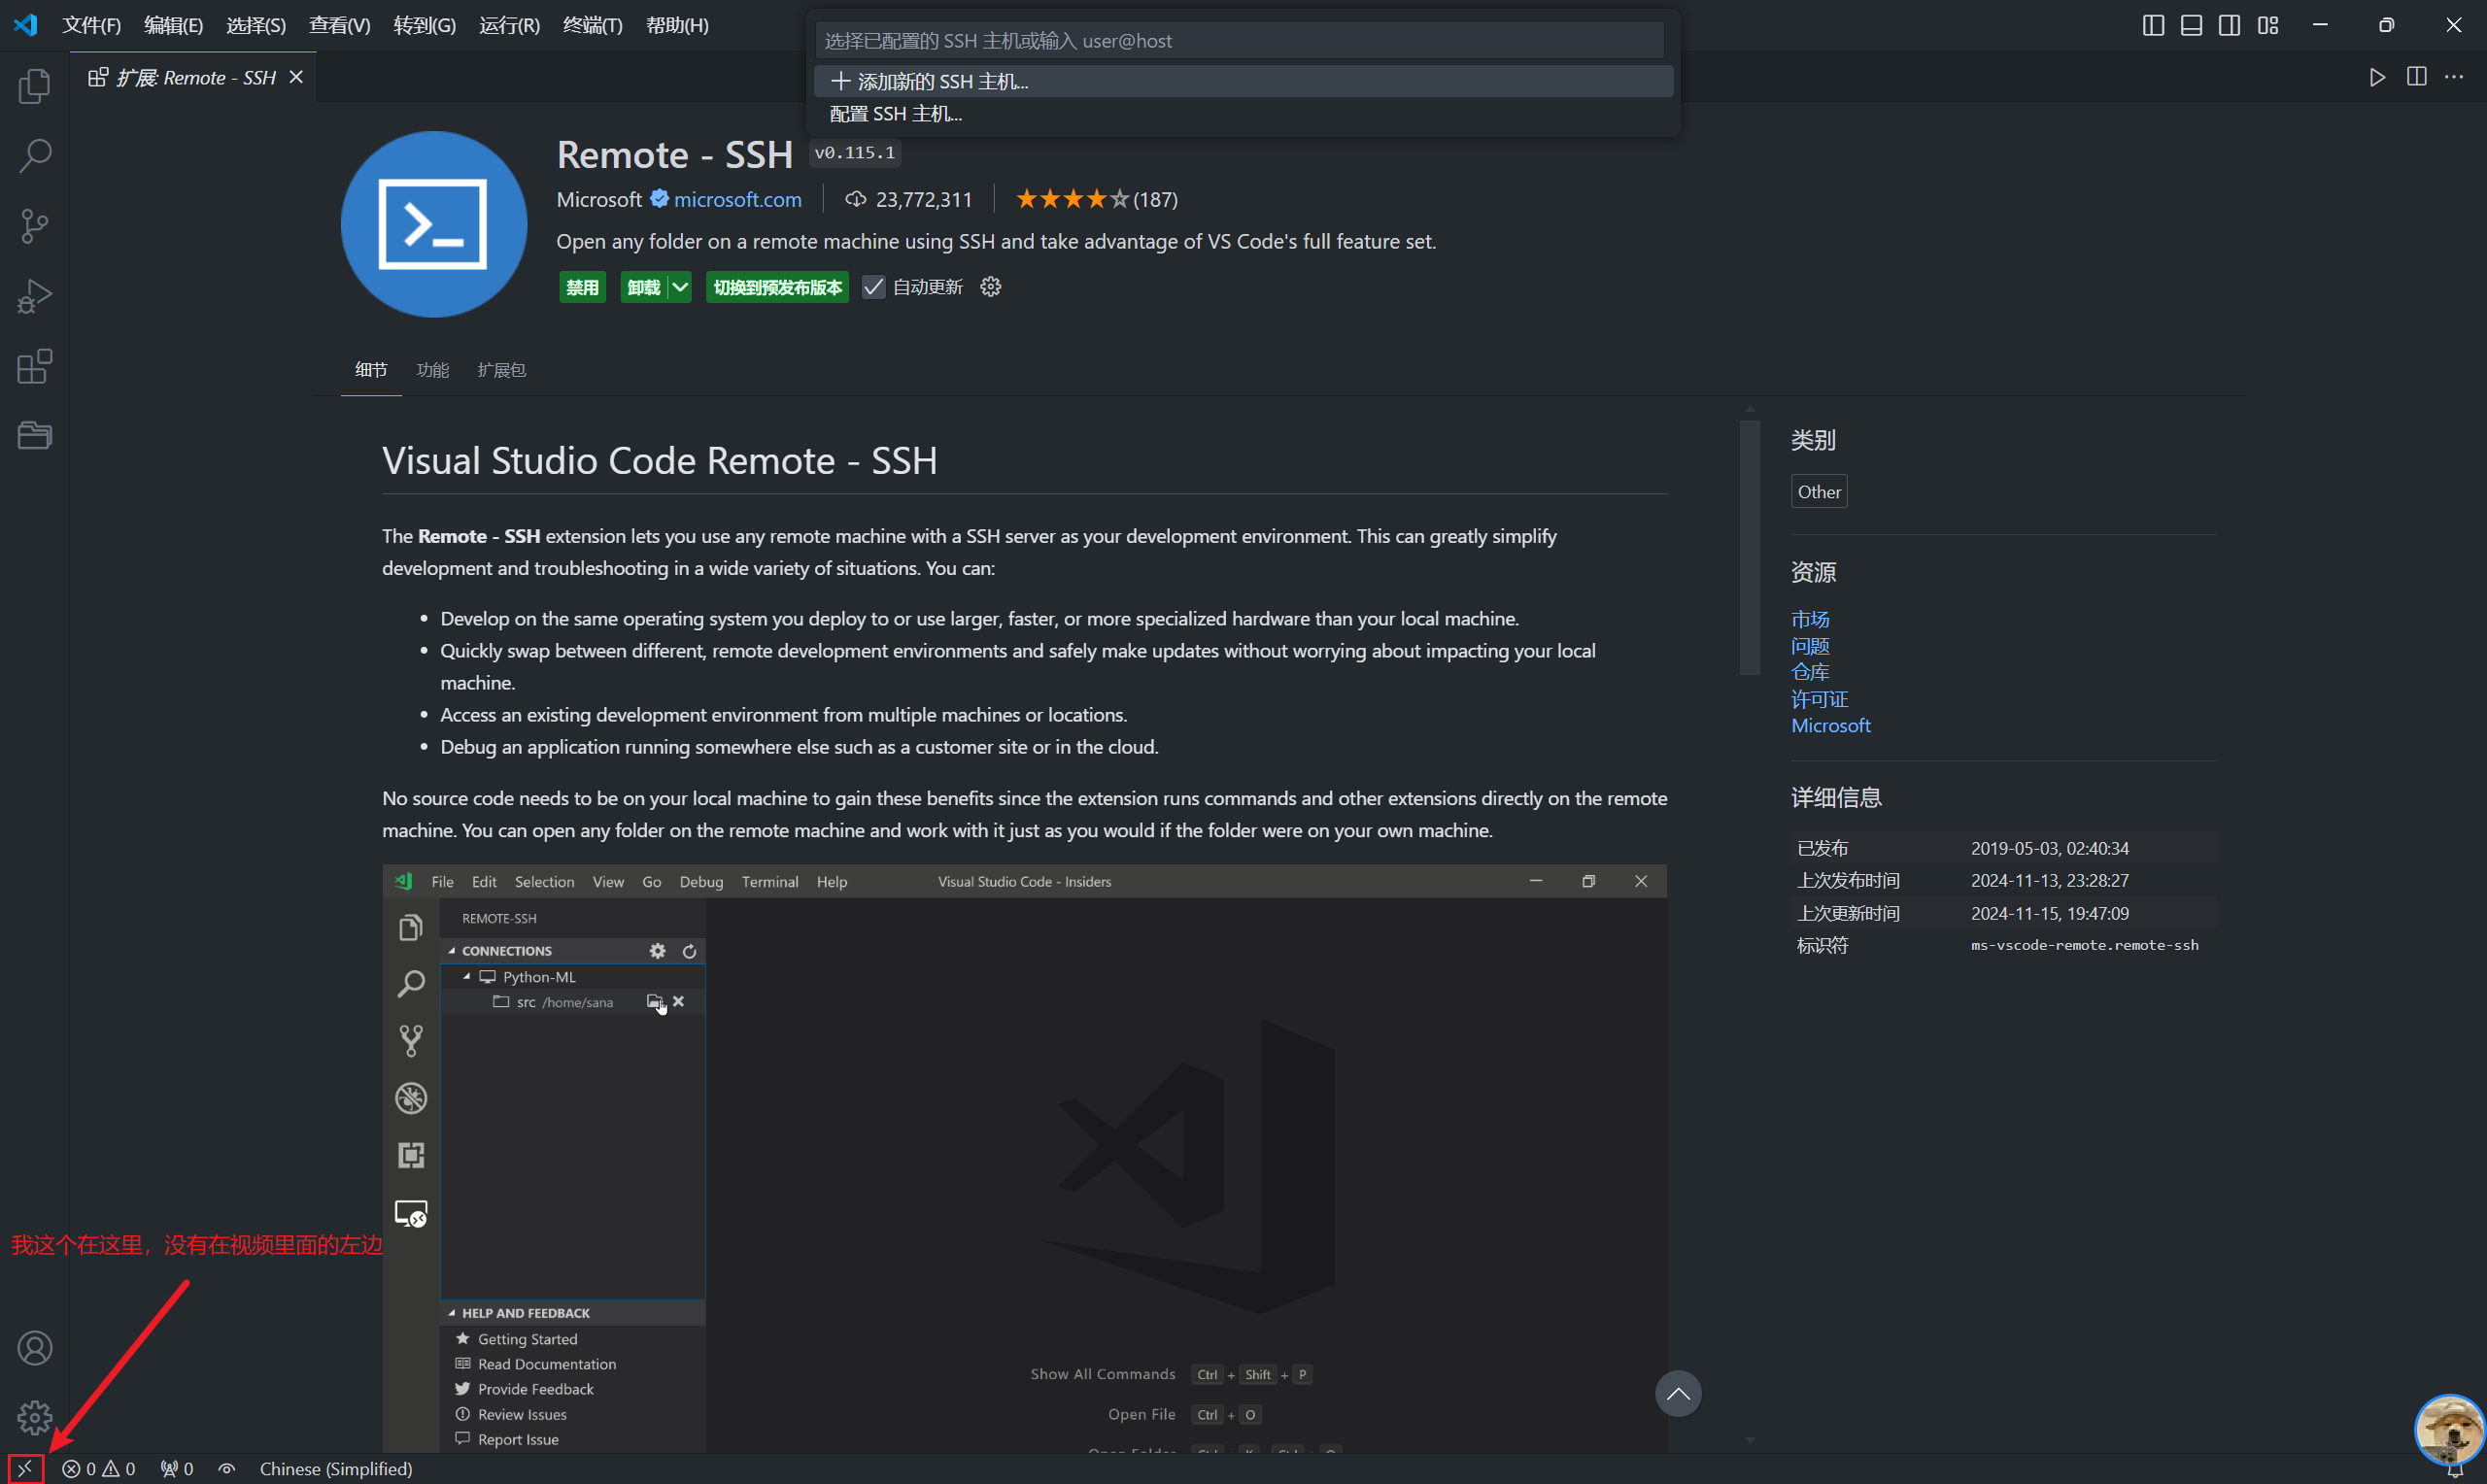 文件(F) 编辑(E) 选择(S) 查看(V) 转到(G) 运行(R) 终端(T) 帮助(H)
选择已配置的 SSH 主机或输入 user@host
添加新的 SSH 主机...
配置 SSH 主机...
扩展: Remote - SSH
Remote - SSH v0.115.1
Microsoft microsoft.com 23,772,311 (187)
Open any folder on a remote machine using SSH and take advantage of VS Code's full feature set.
禁用 卸载 切换到预发布版本 自动更新
细节 功能 扩展包
Visual Studio Code Remote - SSH
The Remote - SSH extension lets you use any remote machine with a SSH server as your development environment. This can greatly simplify
development and troubleshooting in a wide variety of situations. You can:
• Develop on the same operating system you deploy to or use larger, faster, or more specialized hardware than your local machine.
• Quickly swap between different, remote development environments and safely make updates without worrying about impacting your local
machine.
• Access an existing development environment from multiple machines or locations.
• Debug an application running somewhere else such as a customer site or in the cloud.
No source code needs to be on your local machine to gain these benefits since the extension runs commands and other extensions directly on the remote
machine. You can open any folder on the remote machine and work with it just as you would if the folder were on your own machine.
File Edit Selection View Go Debug Terminal Help Visual Studio Code - Insiders
REMOTE-SSH
CONNECTIONS
Python-ML
src /home/sana
HELP AND FEEDBACK
Getting Started
Read Documentation
Provide Feedback
Review Issues
Report Issue
Show All Commands Ctrl + Shift + P
Open File Ctrl + O
类别
Other
资源
市场
问题
仓库
许可证
Microsoft
详细信息
已发布 2019-05-03, 02:40:34
上次发布时间 2024-11-13, 23:28:27
上次更新时间 2024-11-15, 19:47:09
标识符 ms-vscode-remote.remote-ssh
我这个在这里，没有在视频里面的左边
0 0 0 Chinese (Simplified)